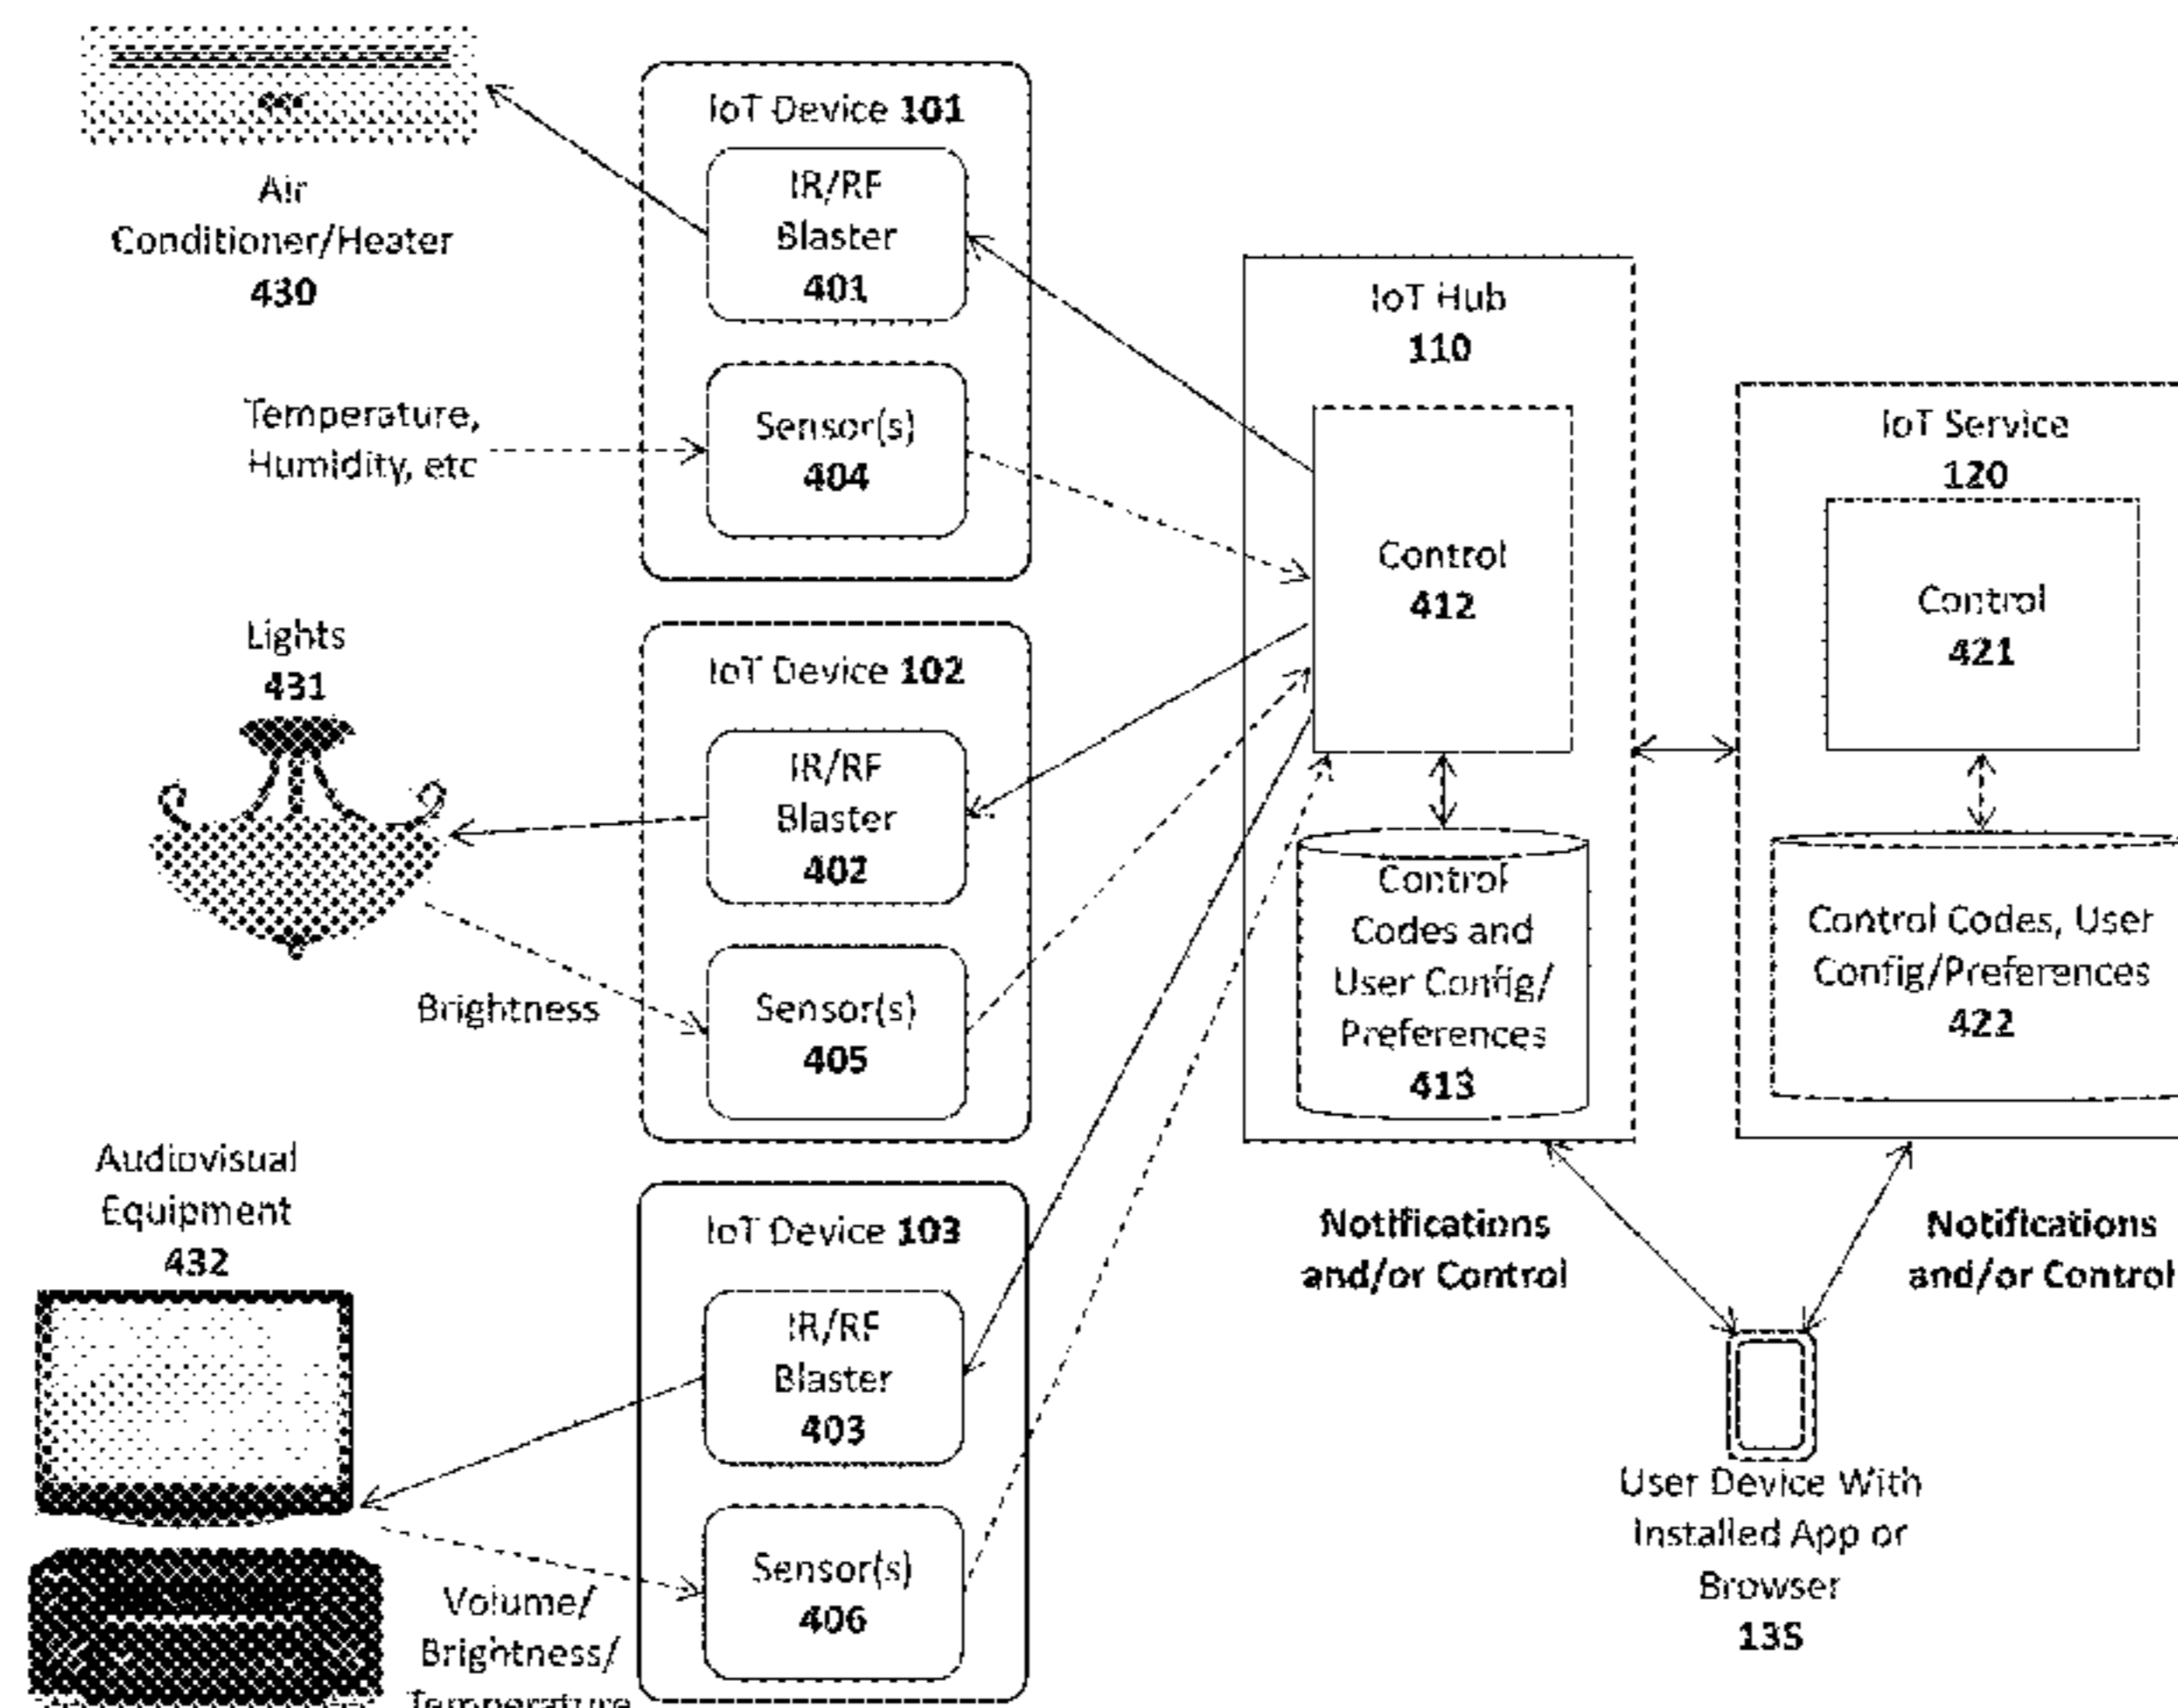 Air
Conditioner/Heater
430
Temperature,
Humidity, etc
IoT Device 101
IR/RF
Blaster
401
Sensor(s)
404
Lights
431
Brightness
IoT Device 102
IR/RF
Blaster
402
Sensor(s)
405
Audiovisual
Equipment
432
Volume/
Brightness/
Temperature
IoT Device 103
IR/RF
Blaster
403
Sensor(s)
406
IoT Hub
110
Control
412
Control
Codes and
User Config/
Preferences
413
IoT Service
120
Control
421
Control Codes, User
Config/Preferences
422
Notifications
and/or Control
Notifications
and/or Control
User Device With
Installed App or
Browser
135